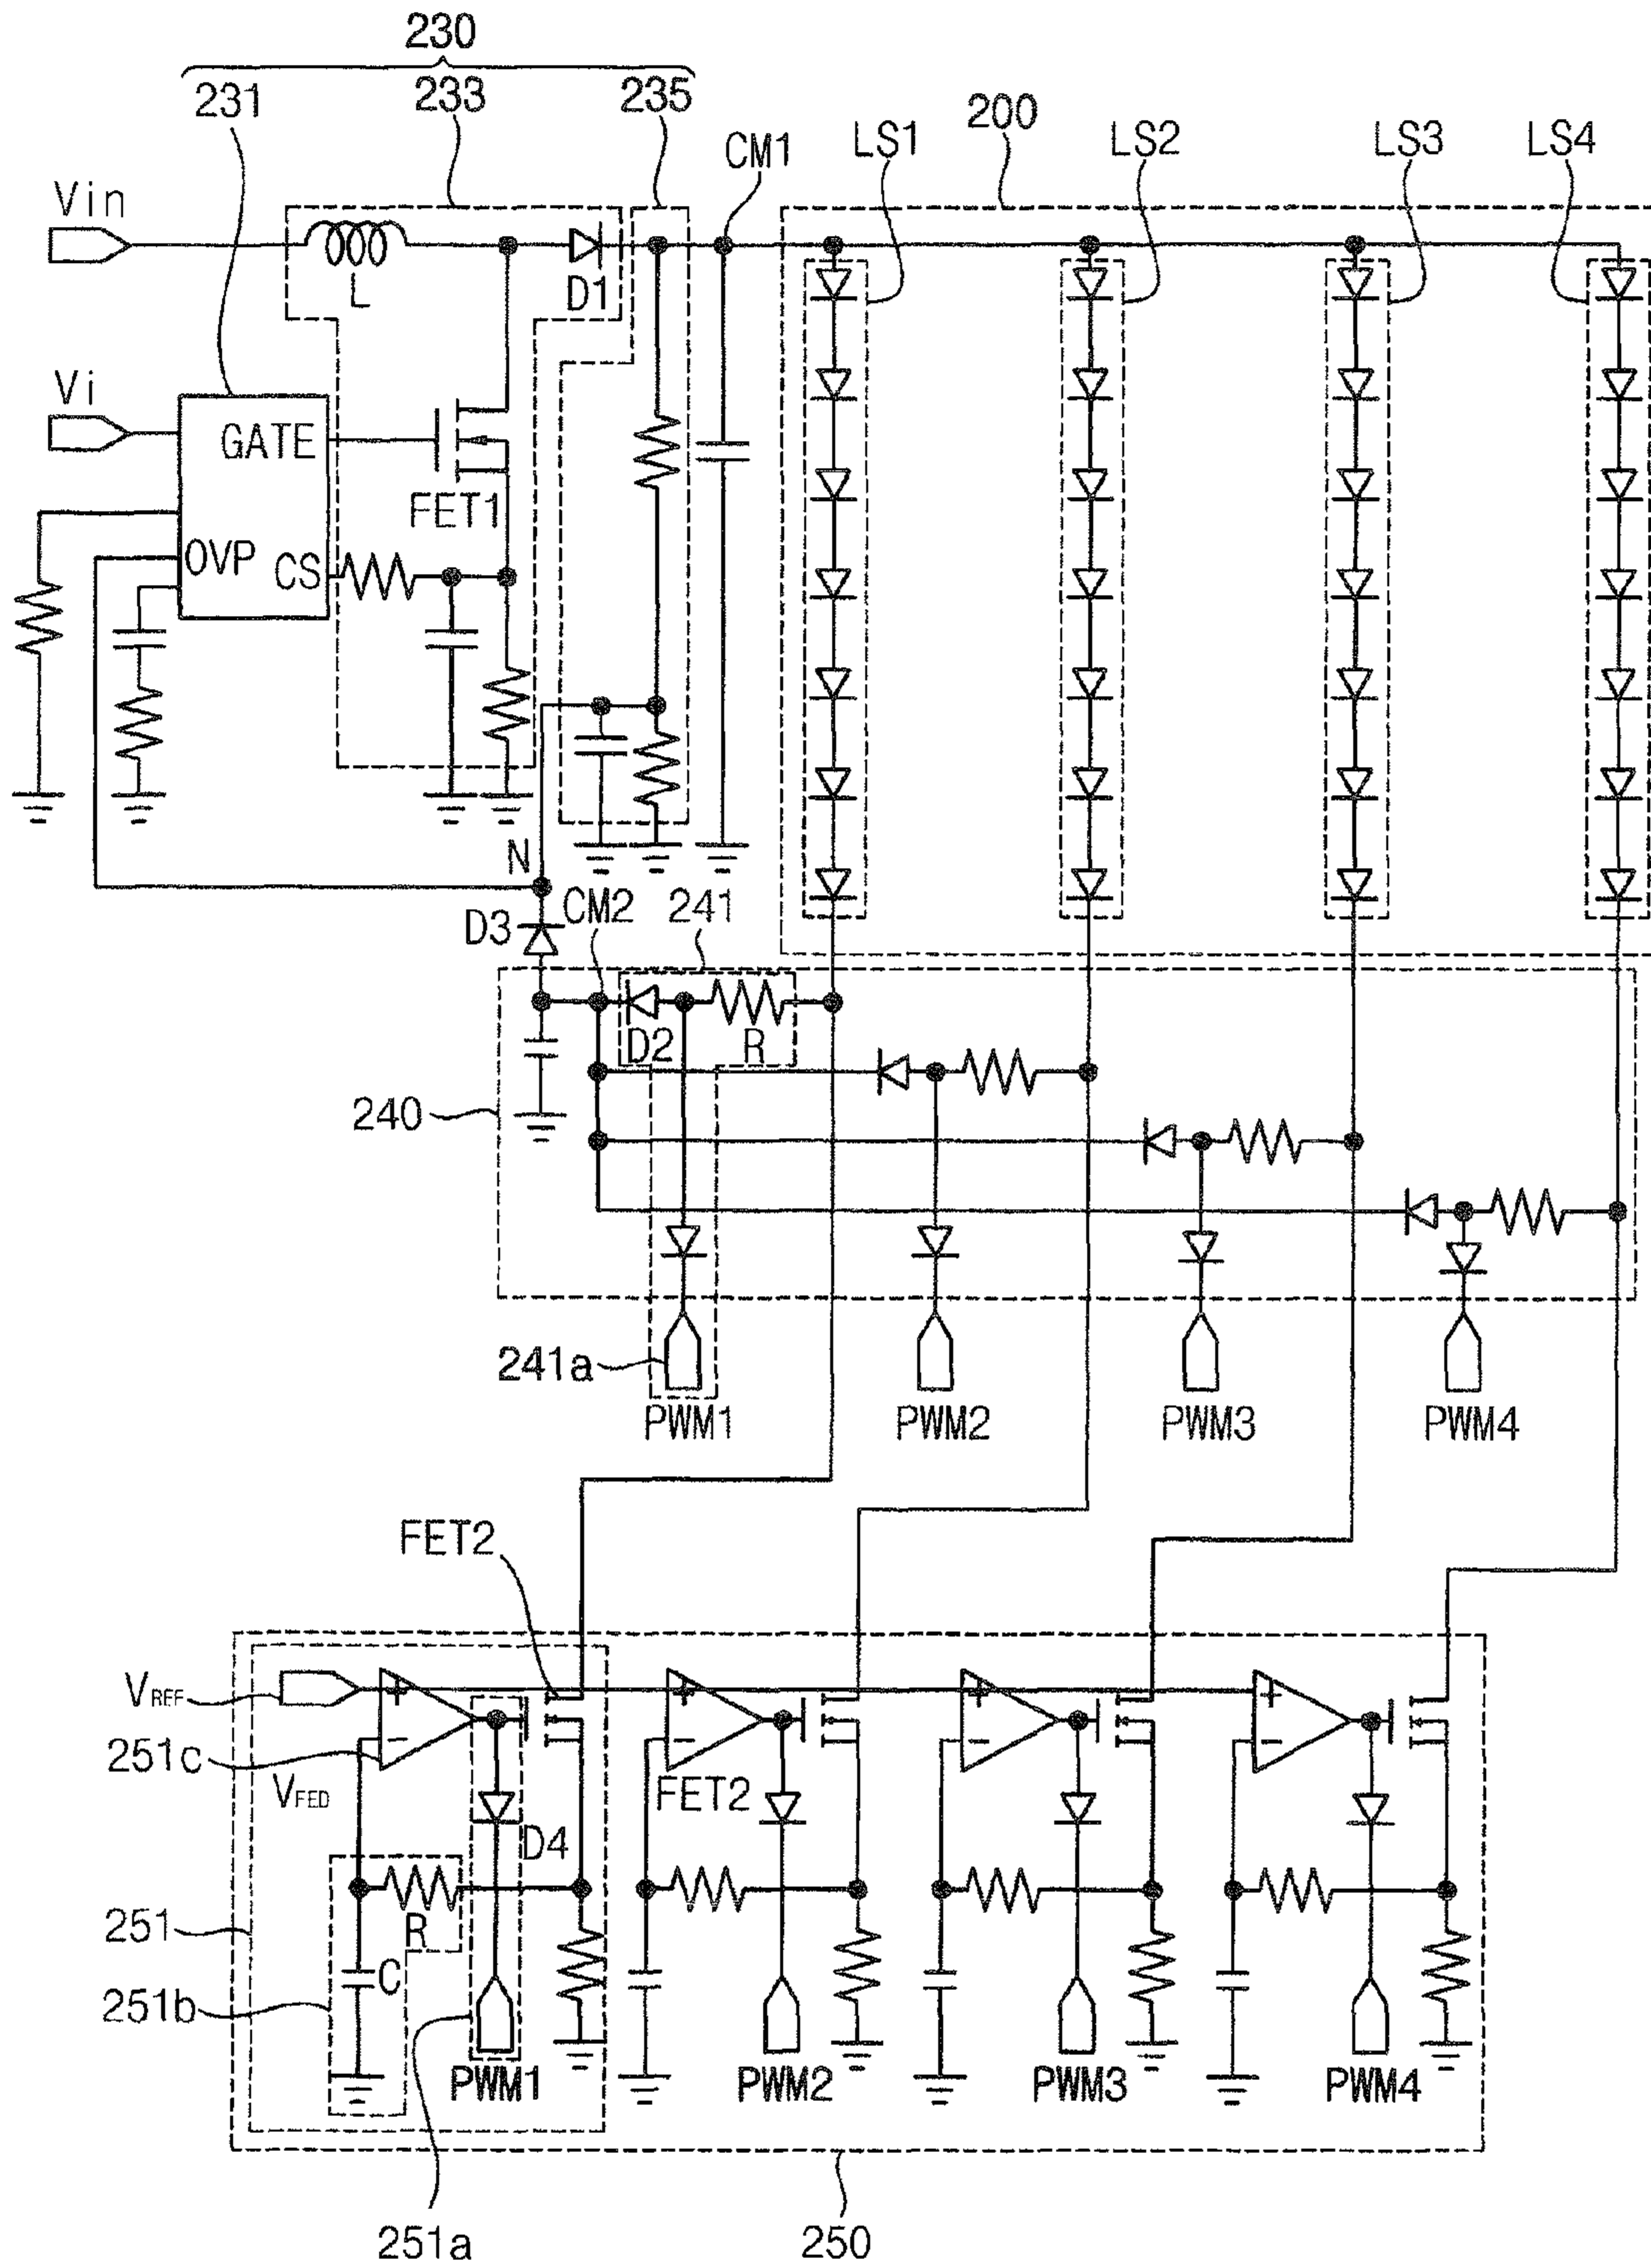 230
231 233 235
200
CM1 LS1 LS2 LS3 LS4
Vin
L D1
Vi
GATE
FET1
OVP CS
N
D3 CM2 241
D2 R
240
241a
PWM1 PWM2 PWM3 PWM4
FET2
VREF + + + +
251c - - - -
VFED FET2
D4
251 R
C
251b
PWM1 PWM2 PWM3 PWM4
251a 250